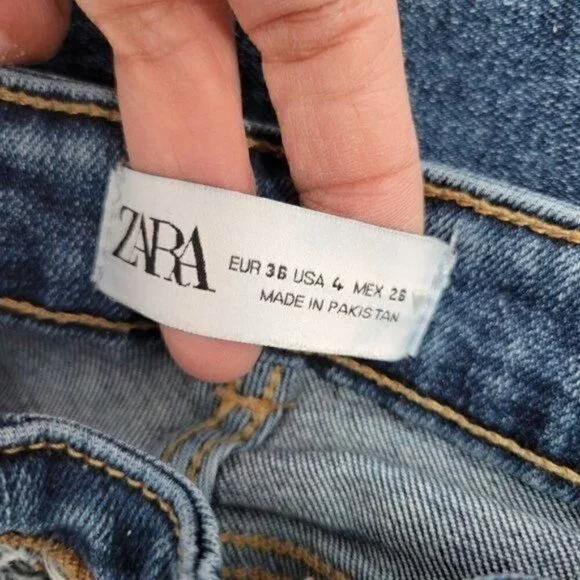 ZARA
EUR 36 USA 4 MEX 26
MADE IN PAKISTAN